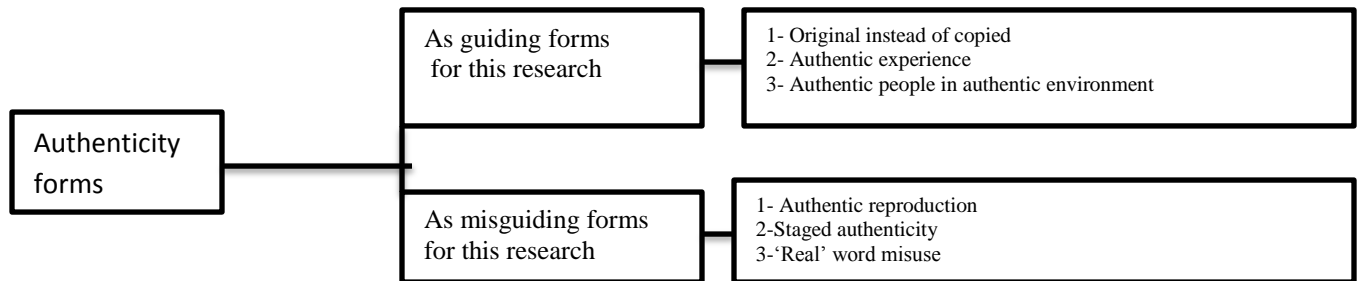 Authenticity
forms
As guiding forms
for this research
1- Original instead of copied
2- Authentic experience
3- Authentic people in authentic environment
As misguiding forms
for this research
1- Authentic reproduction
2-Staged authenticity
3-‘Real’ word misuse